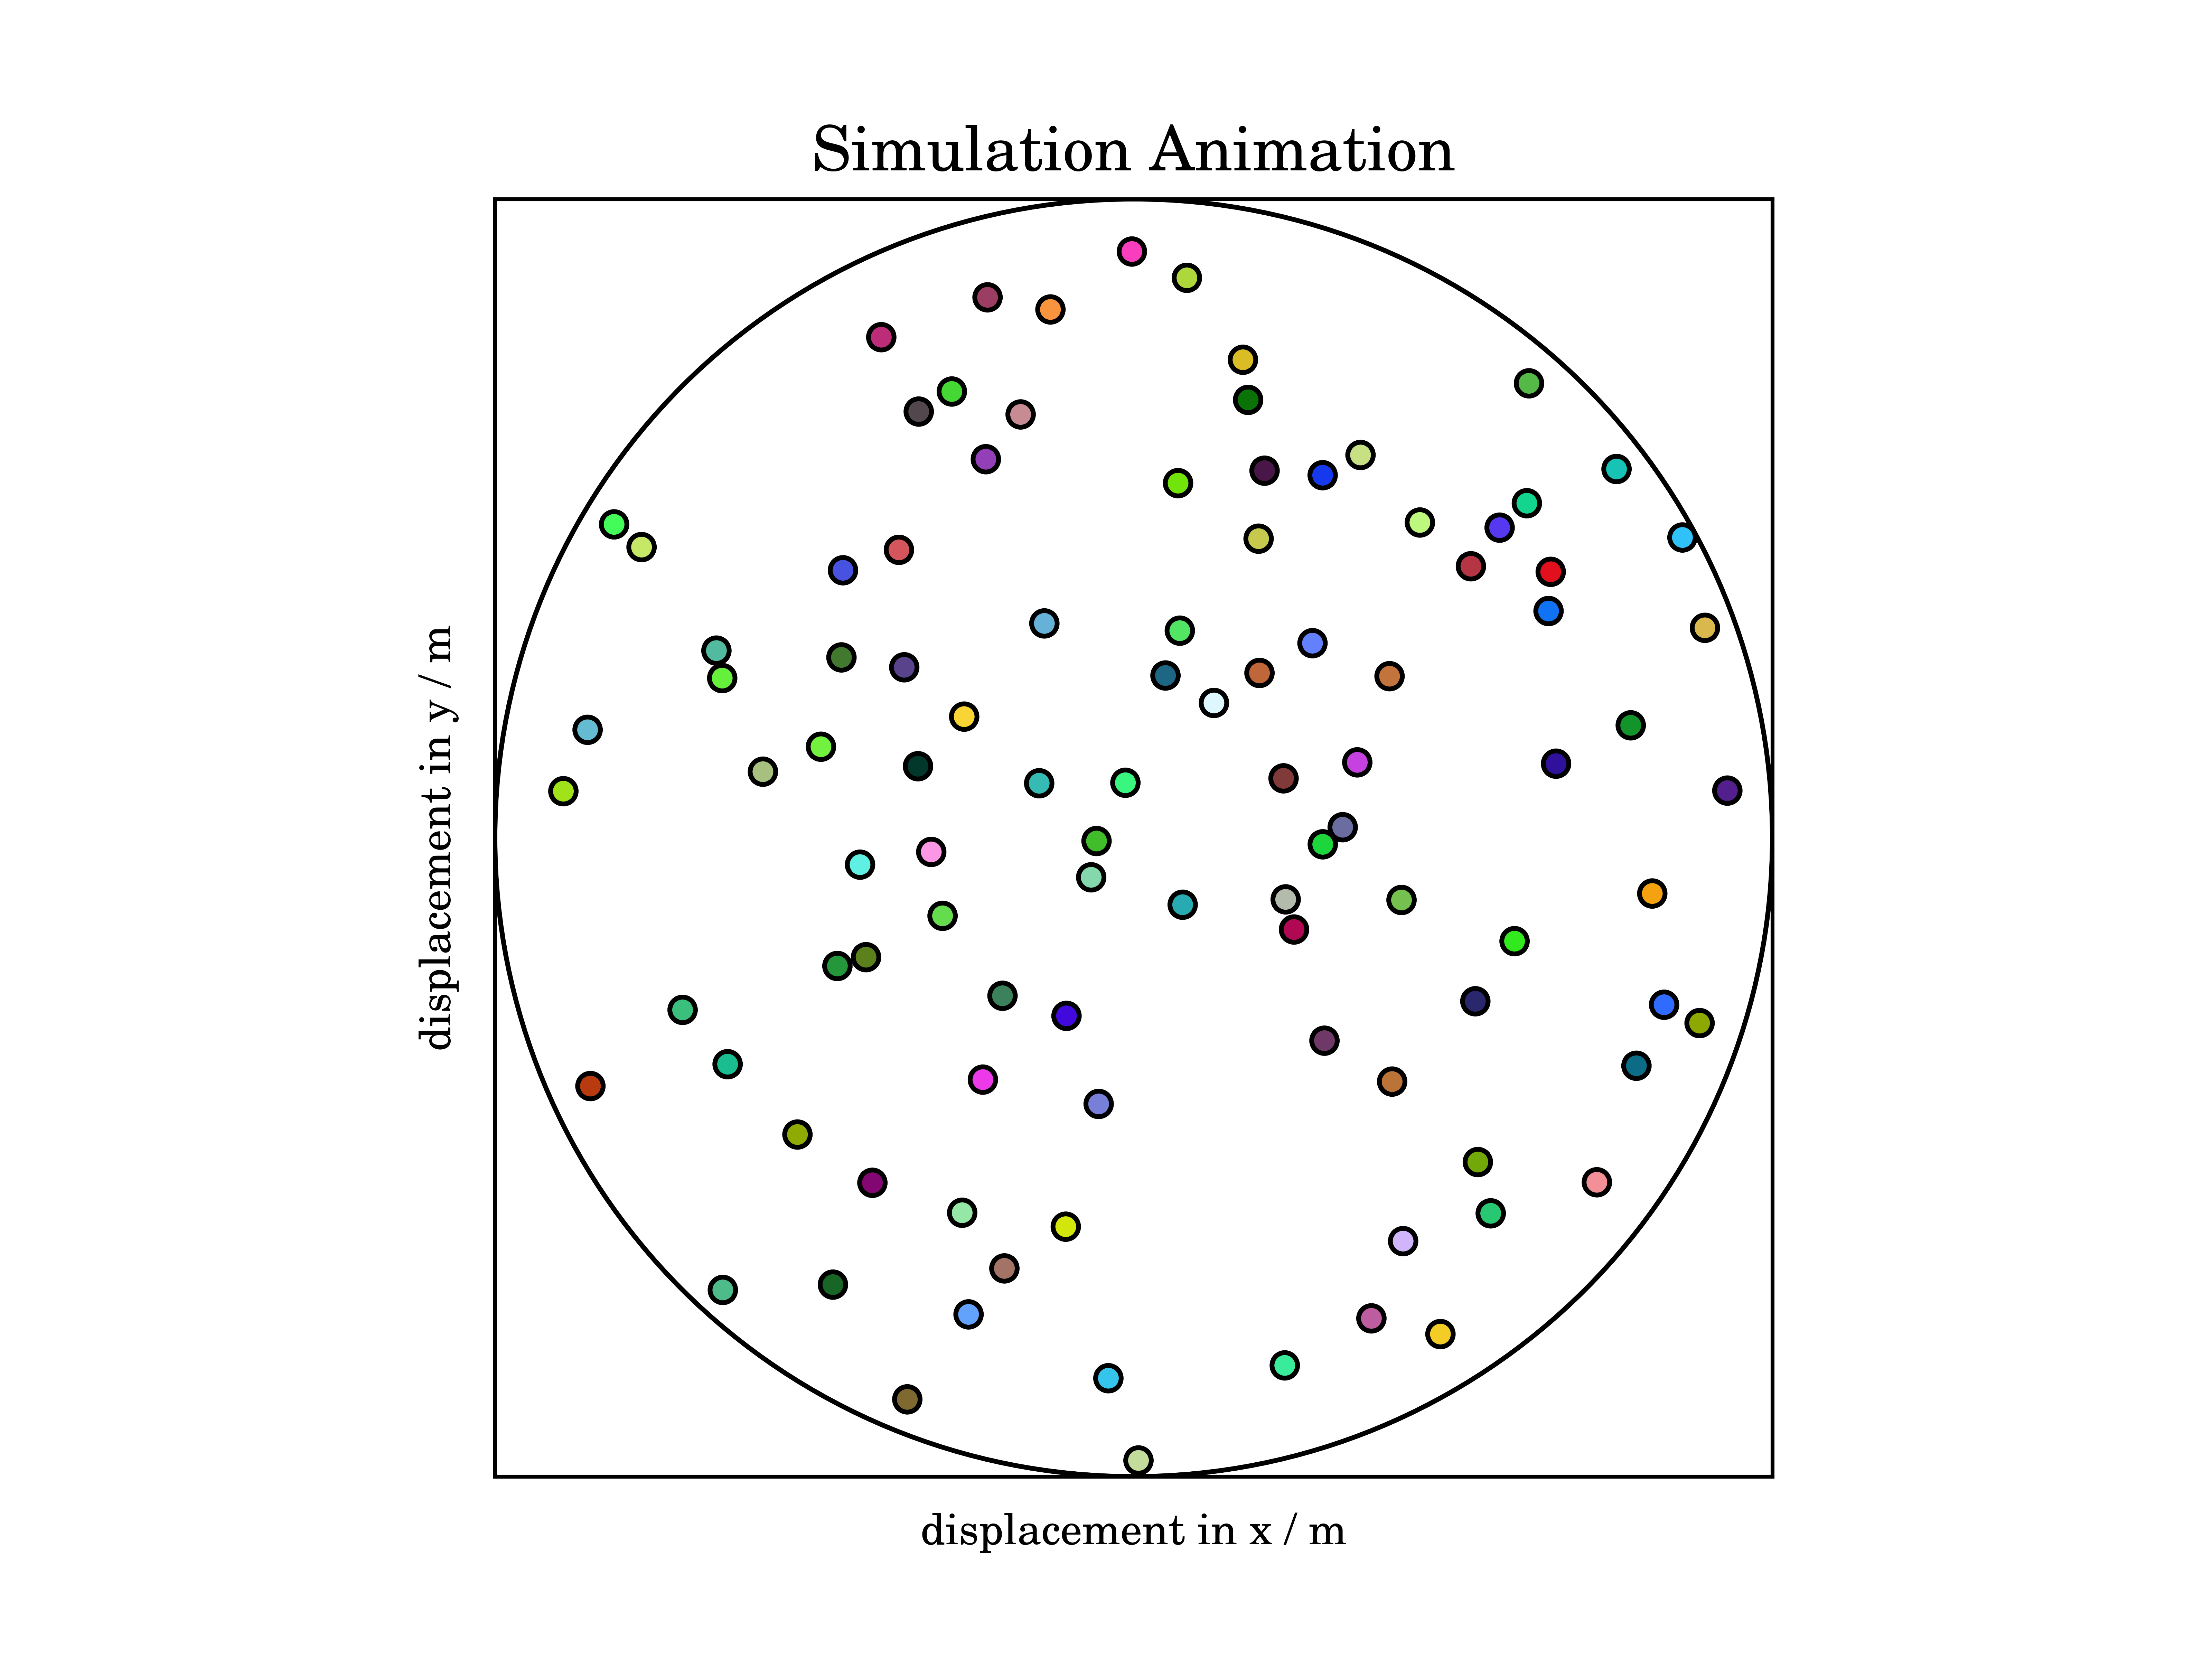 Simulation Animation
displacement in y / m
displacement in x / m